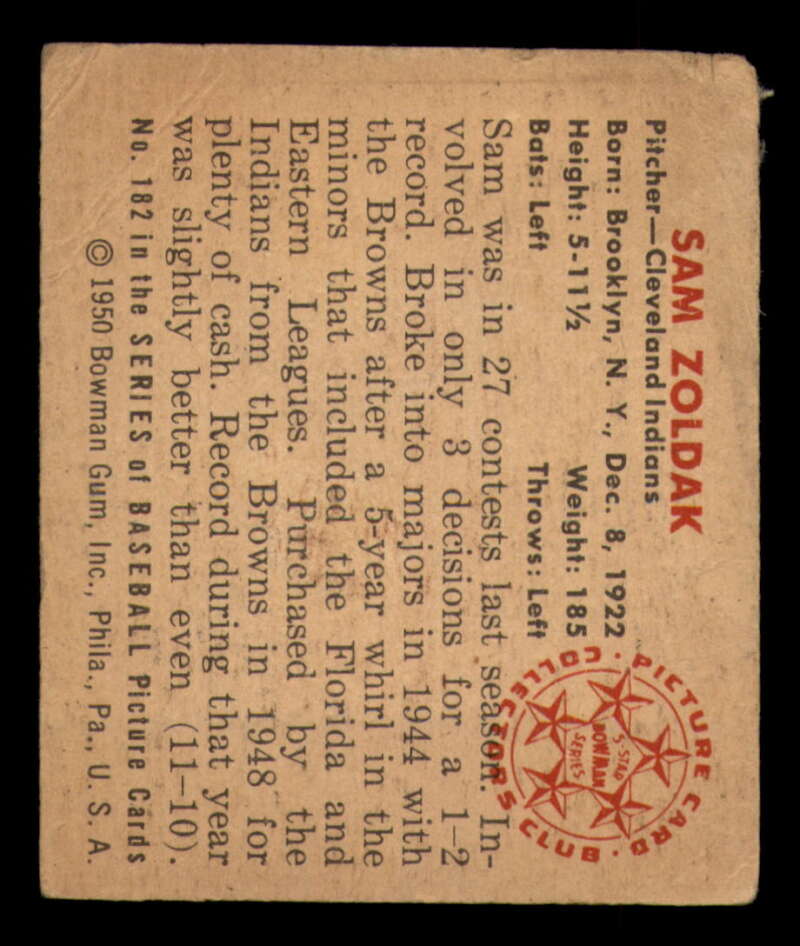 SAM ZOLDAK
Pitcher—Cleveland Indians
Born: Brooklyn, N. Y., Dec. 8, 1922
Height: 5-11½ Weight: 185
Bats: Left Throws: Left
PICTURE CARD COLLECTORS CLUB
5-STAR
BOWMAN
SERIES
Sam was in 27 contests last season. In-
volved in only 3 decisions for a 1–2
record. Broke into majors in 1944 with
the Browns after a 5-year whirl in the
minors that included the Florida and
Eastern Leagues. Purchased by the
Indians from the Browns in 1948 for
plenty of cash. Record during that year
was slightly better than even (11–10).
No. 182 in the SERIES of BASEBALL Picture Cards
© 1950 Bowman Gum, Inc., Phila., Pa., U. S. A.